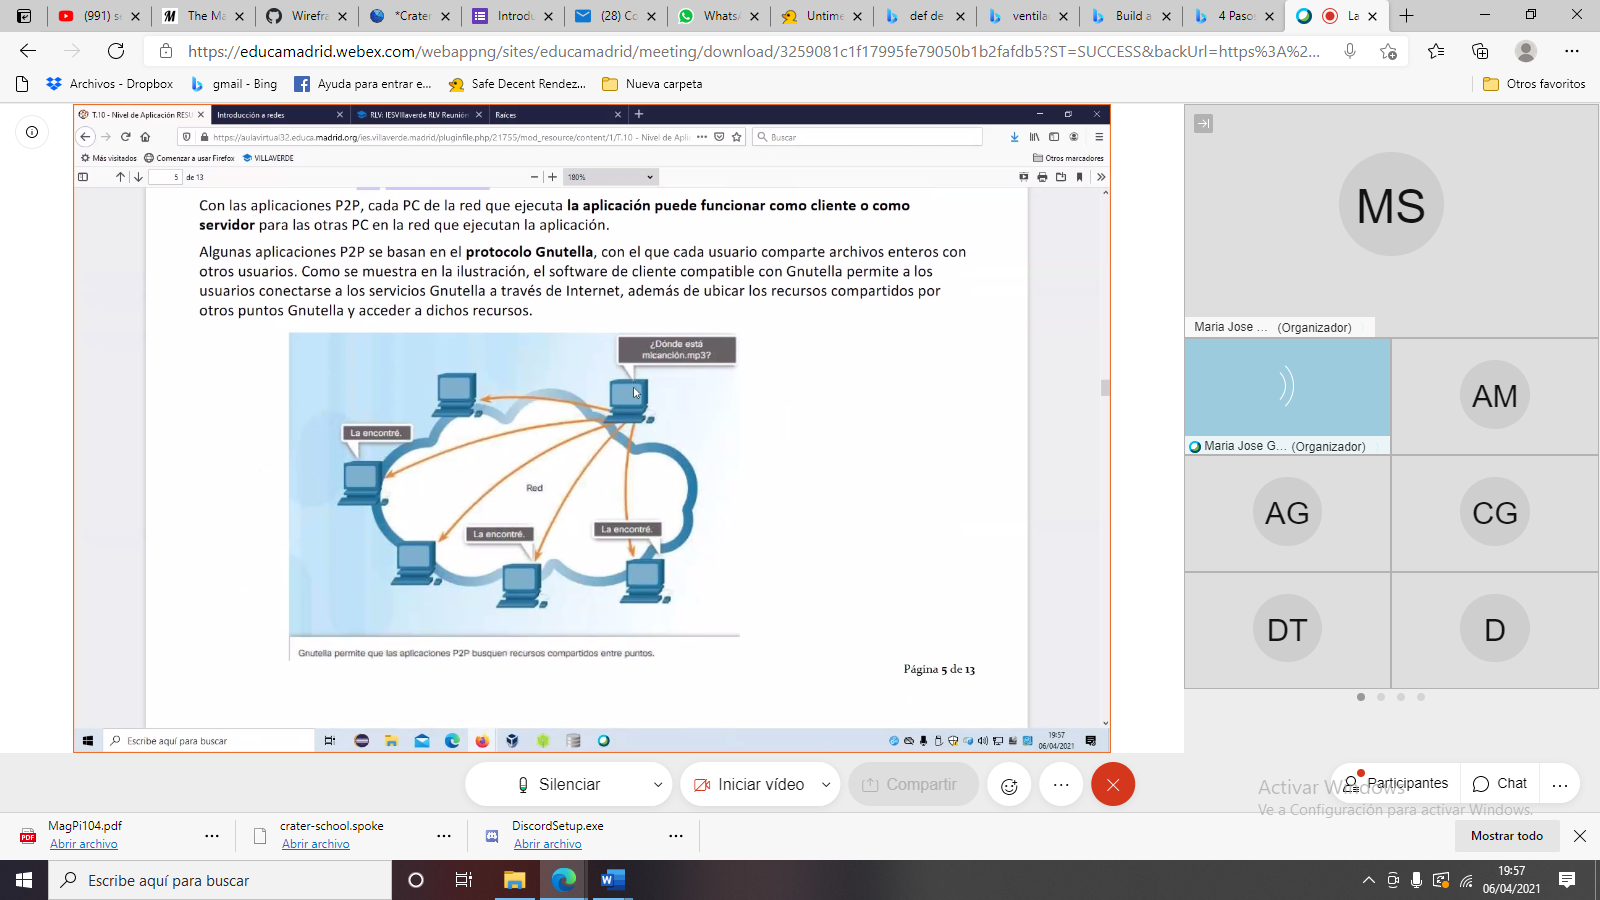 (991) se
The Ma
Wirefra
*Crater
Introdu
(28) Co
WhatsA
Untime
def de
ventila
Build a
4 Pasos
La
https://educamadrid.webex.com/webappng/sites/educamadrid/meeting/download/3259081c1f17995fe79050b1b2fafdb5?ST=SUCCESS&backUrl=https%3A%2...
Archivos - Dropbox
gmail - Bing
Ayuda para entrar e...
Safe Decent Rendez...
Nueva carpeta
Otros favoritos
T.10 - Nivel de Aplicación RESU
Introducción a redes
RLV: IESVillaverde RLV Reunión
Raíces
https://aulavirtual32.educa.madrid.org/ies.villaverde.madrid/pluginfile.php/21755/mod_resource/content/1/T.10 - Nivel de Apli
Buscar
Más visitados
Comenzar a usar Firefox
VILLAVERDE
Otros marcadores
5
de 13
180%
Con las aplicaciones P2P, cada PC de la red que ejecuta la aplicación puede funcionar como cliente o como
servidor para las otras PC en la red que ejecutan la aplicación.
Algunas aplicaciones P2P se basan en el protocolo Gnutella, con el que cada usuario comparte archivos enteros con
otros usuarios. Como se muestra en la ilustración, el software de cliente compatible con Gnutella permite a los
usuarios conectarse a los servicios Gnutella a través de Internet, además de ubicar los recursos compartidos por
otros puntos Gnutella y acceder a dichos recursos.
¿Dónde está
micanción.mp3?
La encontré.
Red
La encontré.
La encontré.
Gnutella permite que las aplicaciones P2P busquen recursos compartidos entre puntos.
Página 5 de 13
Escribe aquí para buscar
19:57
06/04/2021
MS
Maria Jose ... (Organizador)
Maria Jose G... (Organizador)
AM
AG
CG
DT
D
Silenciar
Iniciar vídeo
Compartir
Participantes
Chat
Activar Windows
Ve a Configuración para activar Windows.
MagPi104.pdf
Abrir archivo
crater-school.spoke
Abrir archivo
DiscordSetup.exe
Abrir archivo
Mostrar todo
Escribe aquí para buscar
19:57
06/04/2021